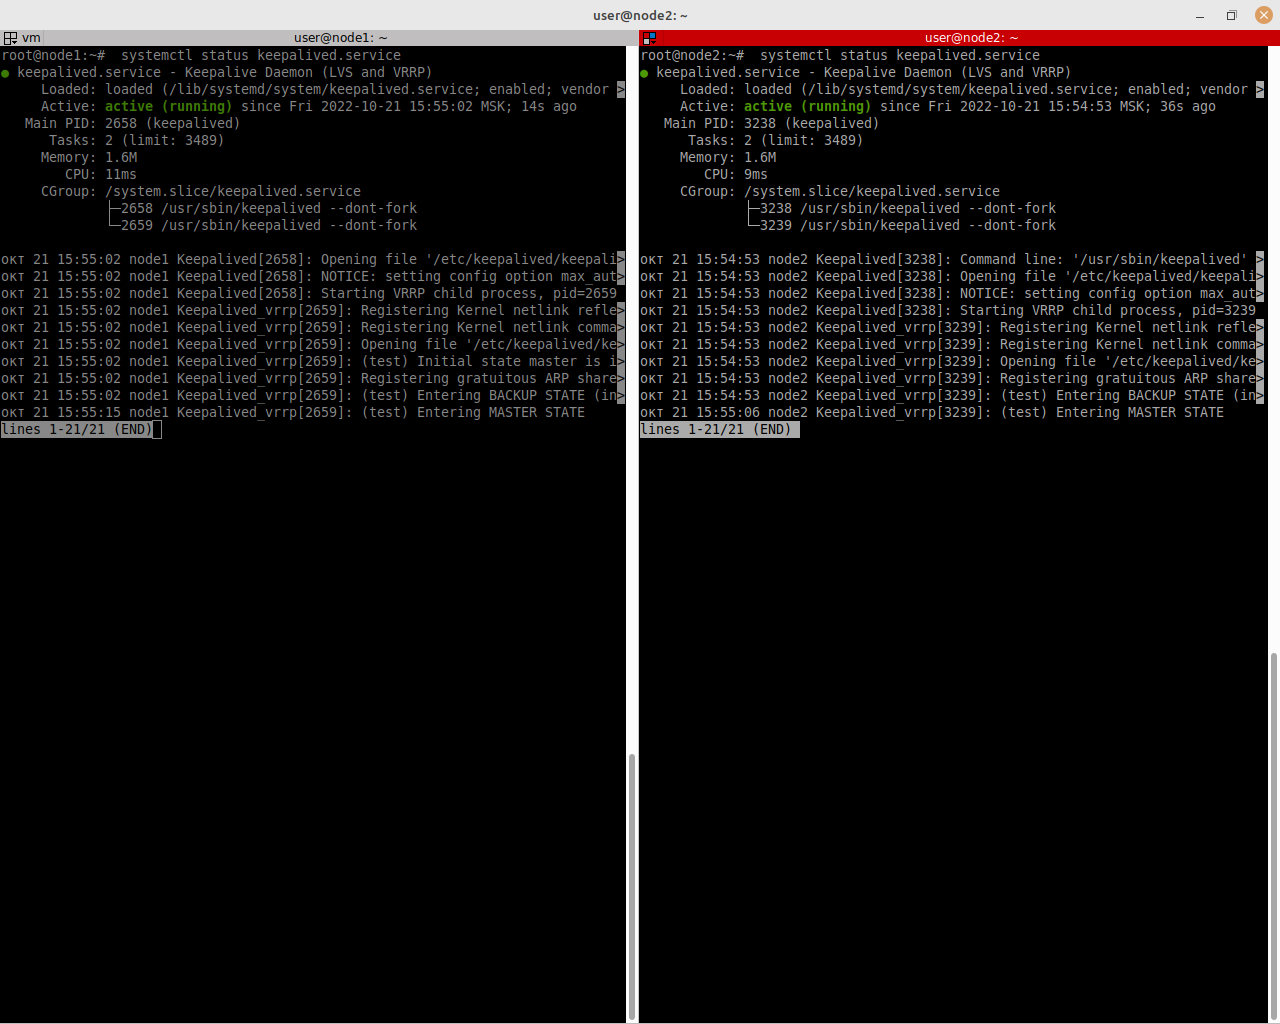 user@node2: ~
vm
user@node1: ~
root@node1:~#  systemctl status keepalived.service
● keepalived.service - Keepalive Daemon (LVS and VRRP)
     Loaded: loaded (/lib/systemd/system/keepalived.service; enabled; vendor >
     Active: active (running) since Fri 2022-10-21 15:55:02 MSK; 14s ago
   Main PID: 2658 (keepalived)
      Tasks: 2 (limit: 3489)
     Memory: 1.6M
        CPU: 11ms
     CGroup: /system.slice/keepalived.service
             ├─2658 /usr/sbin/keepalived --dont-fork
             └─2659 /usr/sbin/keepalived --dont-fork
окт 21 15:55:02 node1 Keepalived[2658]: Opening file '/etc/keepalived/keepali>
окт 21 15:55:02 node1 Keepalived[2658]: NOTICE: setting config option max_aut>
окт 21 15:55:02 node1 Keepalived[2658]: Starting VRRP child process, pid=2659
окт 21 15:55:02 node1 Keepalived_vrrp[2659]: Registering Kernel netlink refle>
окт 21 15:55:02 node1 Keepalived_vrrp[2659]: Registering Kernel netlink comma>
окт 21 15:55:02 node1 Keepalived_vrrp[2659]: Opening file '/etc/keepalived/ke>
окт 21 15:55:02 node1 Keepalived_vrrp[2659]: (test) Initial state master is i>
окт 21 15:55:02 node1 Keepalived_vrrp[2659]: Registering gratuitous ARP share>
окт 21 15:55:02 node1 Keepalived_vrrp[2659]: (test) Entering BACKUP STATE (in>
окт 21 15:55:15 node1 Keepalived_vrrp[2659]: (test) Entering MASTER STATE
lines 1-21/21 (END)
user@node2: ~
root@node2:~#  systemctl status keepalived.service
● keepalived.service - Keepalive Daemon (LVS and VRRP)
     Loaded: loaded (/lib/systemd/system/keepalived.service; enabled; vendor >
     Active: active (running) since Fri 2022-10-21 15:54:53 MSK; 36s ago
   Main PID: 3238 (keepalived)
      Tasks: 2 (limit: 3489)
     Memory: 1.6M
        CPU: 9ms
     CGroup: /system.slice/keepalived.service
             ├─3238 /usr/sbin/keepalived --dont-fork
             └─3239 /usr/sbin/keepalived --dont-fork
окт 21 15:54:53 node2 Keepalived[3238]: Command line: '/usr/sbin/keepalived' >
окт 21 15:54:53 node2 Keepalived[3238]: Opening file '/etc/keepalived/keepali>
окт 21 15:54:53 node2 Keepalived[3238]: NOTICE: setting config option max_aut>
окт 21 15:54:53 node2 Keepalived[3238]: Starting VRRP child process, pid=3239
окт 21 15:54:53 node2 Keepalived_vrrp[3239]: Registering Kernel netlink refle>
окт 21 15:54:53 node2 Keepalived_vrrp[3239]: Registering Kernel netlink comma>
окт 21 15:54:53 node2 Keepalived_vrrp[3239]: Opening file '/etc/keepalived/ke>
окт 21 15:54:53 node2 Keepalived_vrrp[3239]: Registering gratuitous ARP share>
окт 21 15:54:53 node2 Keepalived_vrrp[3239]: (test) Entering BACKUP STATE (in>
окт 21 15:55:06 node2 Keepalived_vrrp[3239]: (test) Entering MASTER STATE
lines 1-21/21 (END)